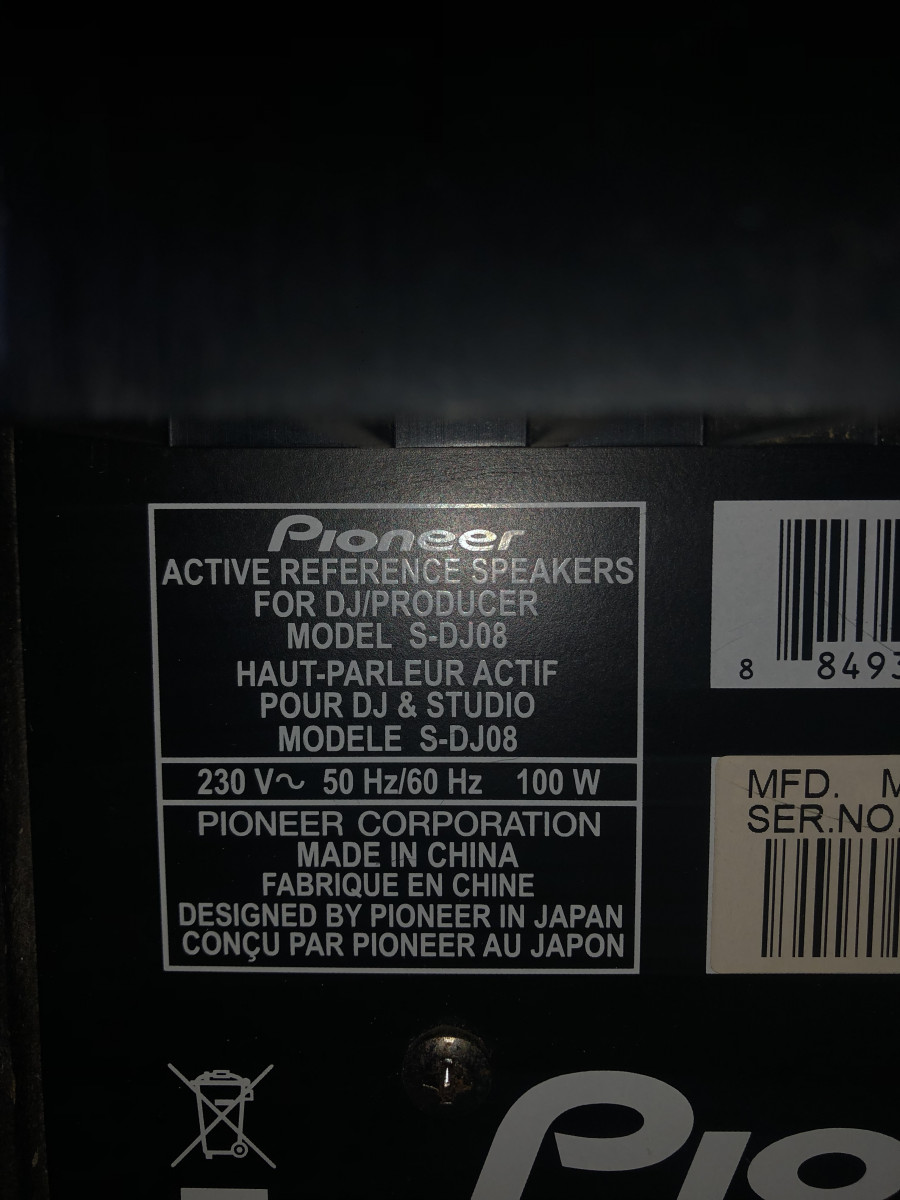 Pioneer
ACTIVE REFERENCE SPEAKERS
FOR DJ/PRODUCER
MODEL S-DJ08
HAUT-PARLEUR ACTIF
POUR DJ & STUDIO
MODELE S-DJ08
230 V~ 50 Hz/60 Hz 100 W
PIONEER CORPORATION
MADE IN CHINA
FABRIQUE EN CHINE
DESIGNED BY PIONEER IN JAPAN
CONÇU PAR PIONEER AU JAPON
8 8493
MFD. M
SER.NO.
Pio